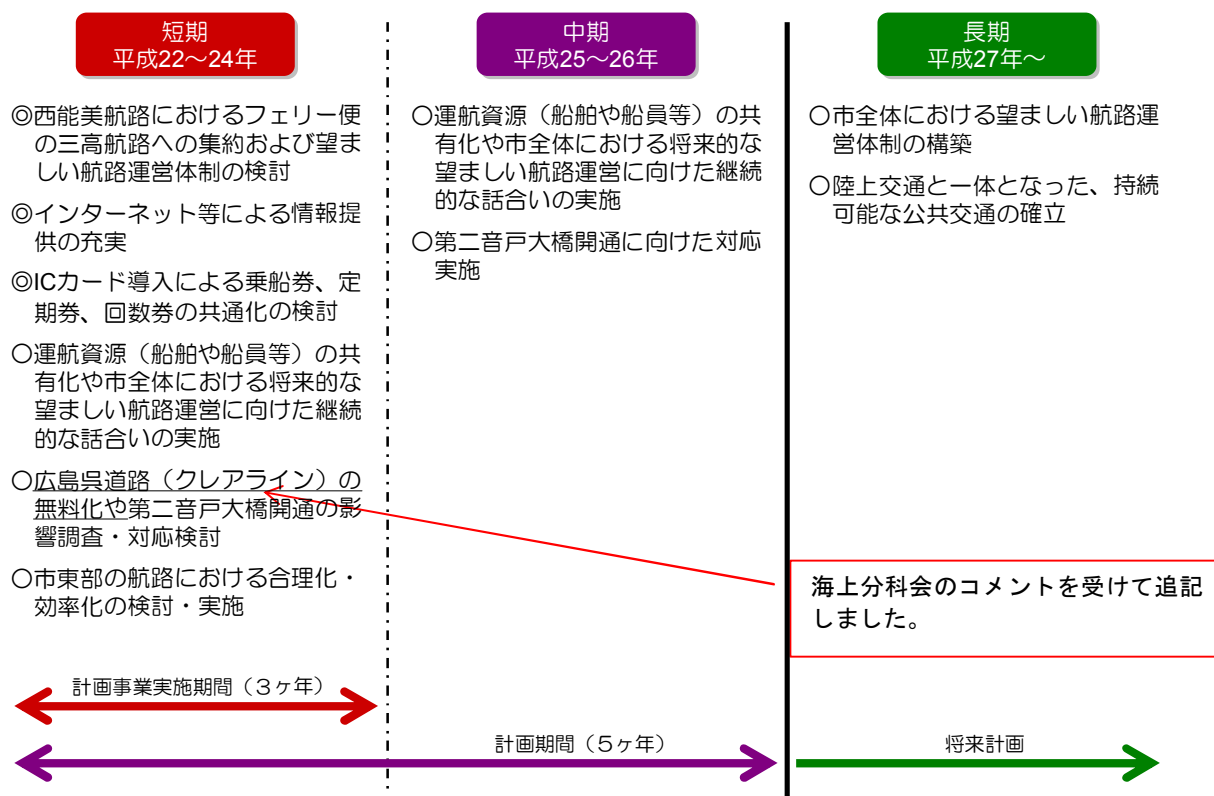 短期
平成22～24年
◎西能美航路におけるフェリー便
の三高航路への集約および望ま
しい航路運営体制の検討
◎インターネット等による情報提
供の充実
◎ICカード導入による乗船券、定
期券、回数券の共通化の検討
○運航資源（船舶や船員等）の共
有化や市全体における将来的な
望ましい航路運営に向けた継続
的な話合いの実施
○広島呉道路（クレアライン）の
無料化や第二音戸大橋開通の影
響調査・対応検討
○市東部の航路における合理化・
効率化の検討・実施
中期
平成25～26年
○運航資源（船舶や船員等）の共
有化や市全体における将来的な
望ましい航路運営に向けた継続
的な話合いの実施
○第二音戸大橋開通に向けた対応
実施
長期
平成27年～
○市全体における望ましい航路運
営体制の構築
○陸上交通と一体となった、持続
可能な公共交通の確立
海上分科会のコメントを受けて追記
しました。
計画事業実施期間（３ヶ年）
計画期間（５ヶ年）
将来計画